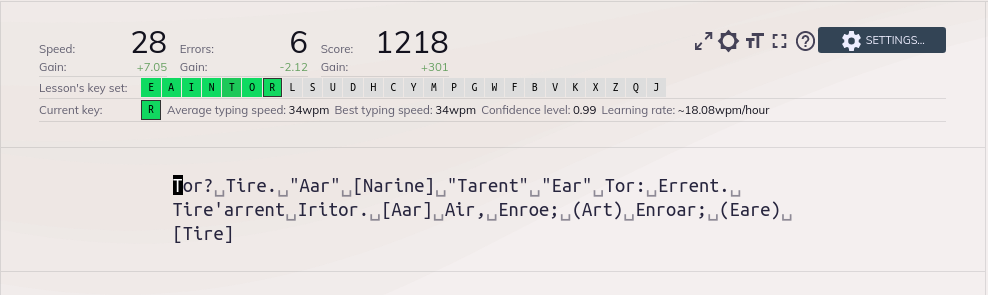 Speed: 28 Errors: 6 Score: 1218 SETTINGS...
Gain: +7.05 Gain: -2.12 Gain: +301
Lesson's key set: E A I N T O R L S U D H C Y M P G W F B V K X Z Q J
Current key: R Average typing speed: 34wpm Best typing speed: 34wpm Confidence level: 0.99 Learning rate: ~18.08wpm/hour
Tor?␣Tire.␣"Aar"␣[Narine]␣"Tarent"␣"Ear"␣Tor:␣Errent.␣
Tire'arrent␣Iritor.␣[Aar]␣Air,␣Enroe;␣(Art)␣Enroar;␣(Eare)␣
[Tire]